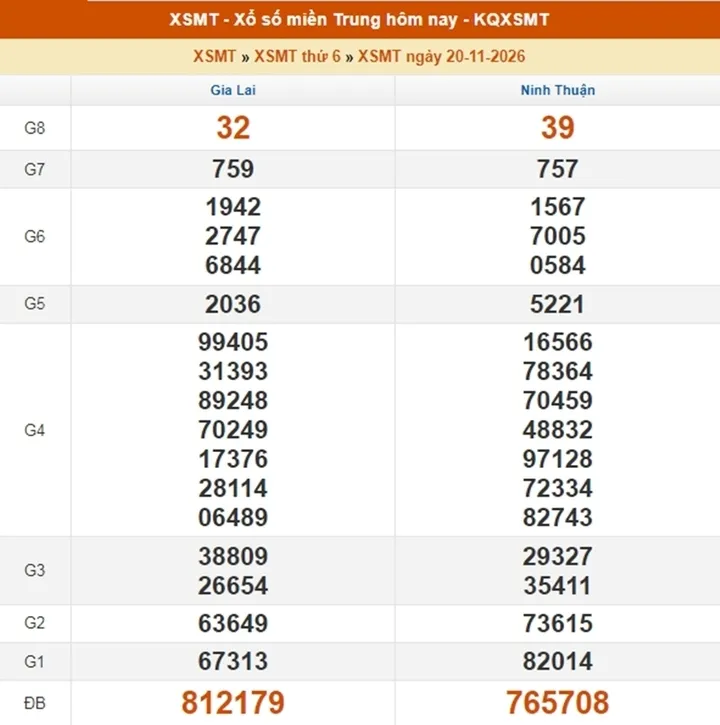 XSMT - Xổ số miền Trung hôm nay - KQXSMT
XSMT » XSMT thứ 6 » XSMT ngày 20-11-2026
Gia Lai Ninh Thuận
G8 32 39
G7 759 757
1942 1567
G6 2747 7005
6844 0584
G5 2036 5221
99405 16566
31393 78364
89248 70459
G4 70249 48832
17376 97128
28114 72334
06489 82743
G3 38809 29327
26654 35411
G2 63649 73615
G1 67313 82014
ĐB 812179 765708